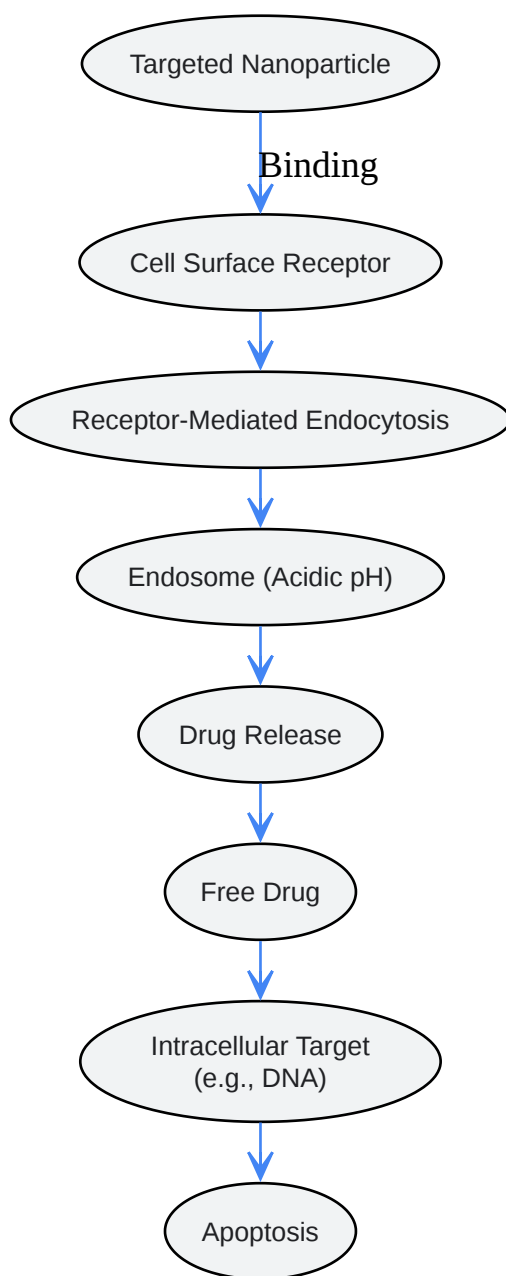 Targeted Nanoparticle
Binding
Cell Surface Receptor
Receptor-Mediated Endocytosis
Endosome (Acidic pH)
Drug Release
Free Drug
Intracellular Target
(e.g., DNA)
Apoptosis